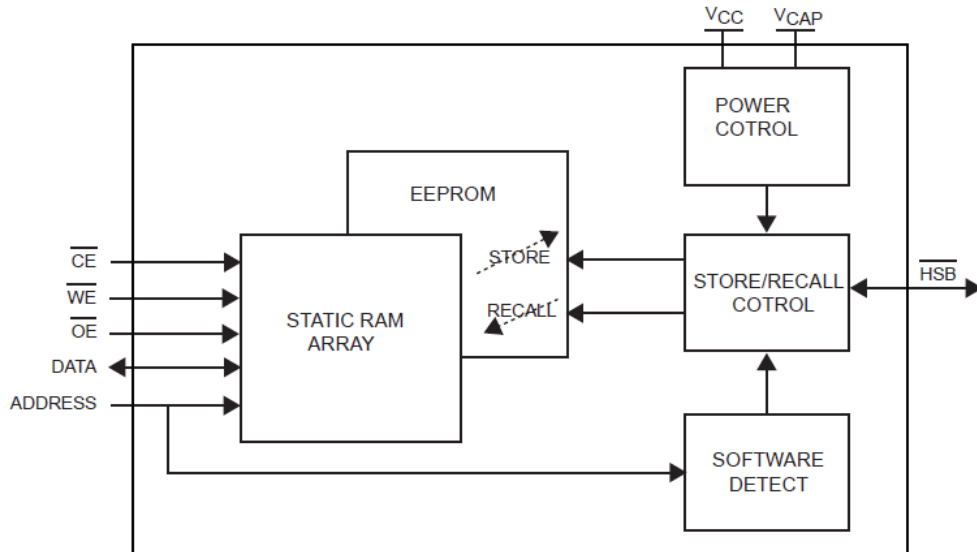 VCC
VCAP
POWER
COTROL
EEPROM
STORE
RECALL
STORE/RECALL
COTROL
HSB
CE
WE
OE
DATA
ADDRESS
STATIC RAM
ARRAY
SOFTWARE
DETECT